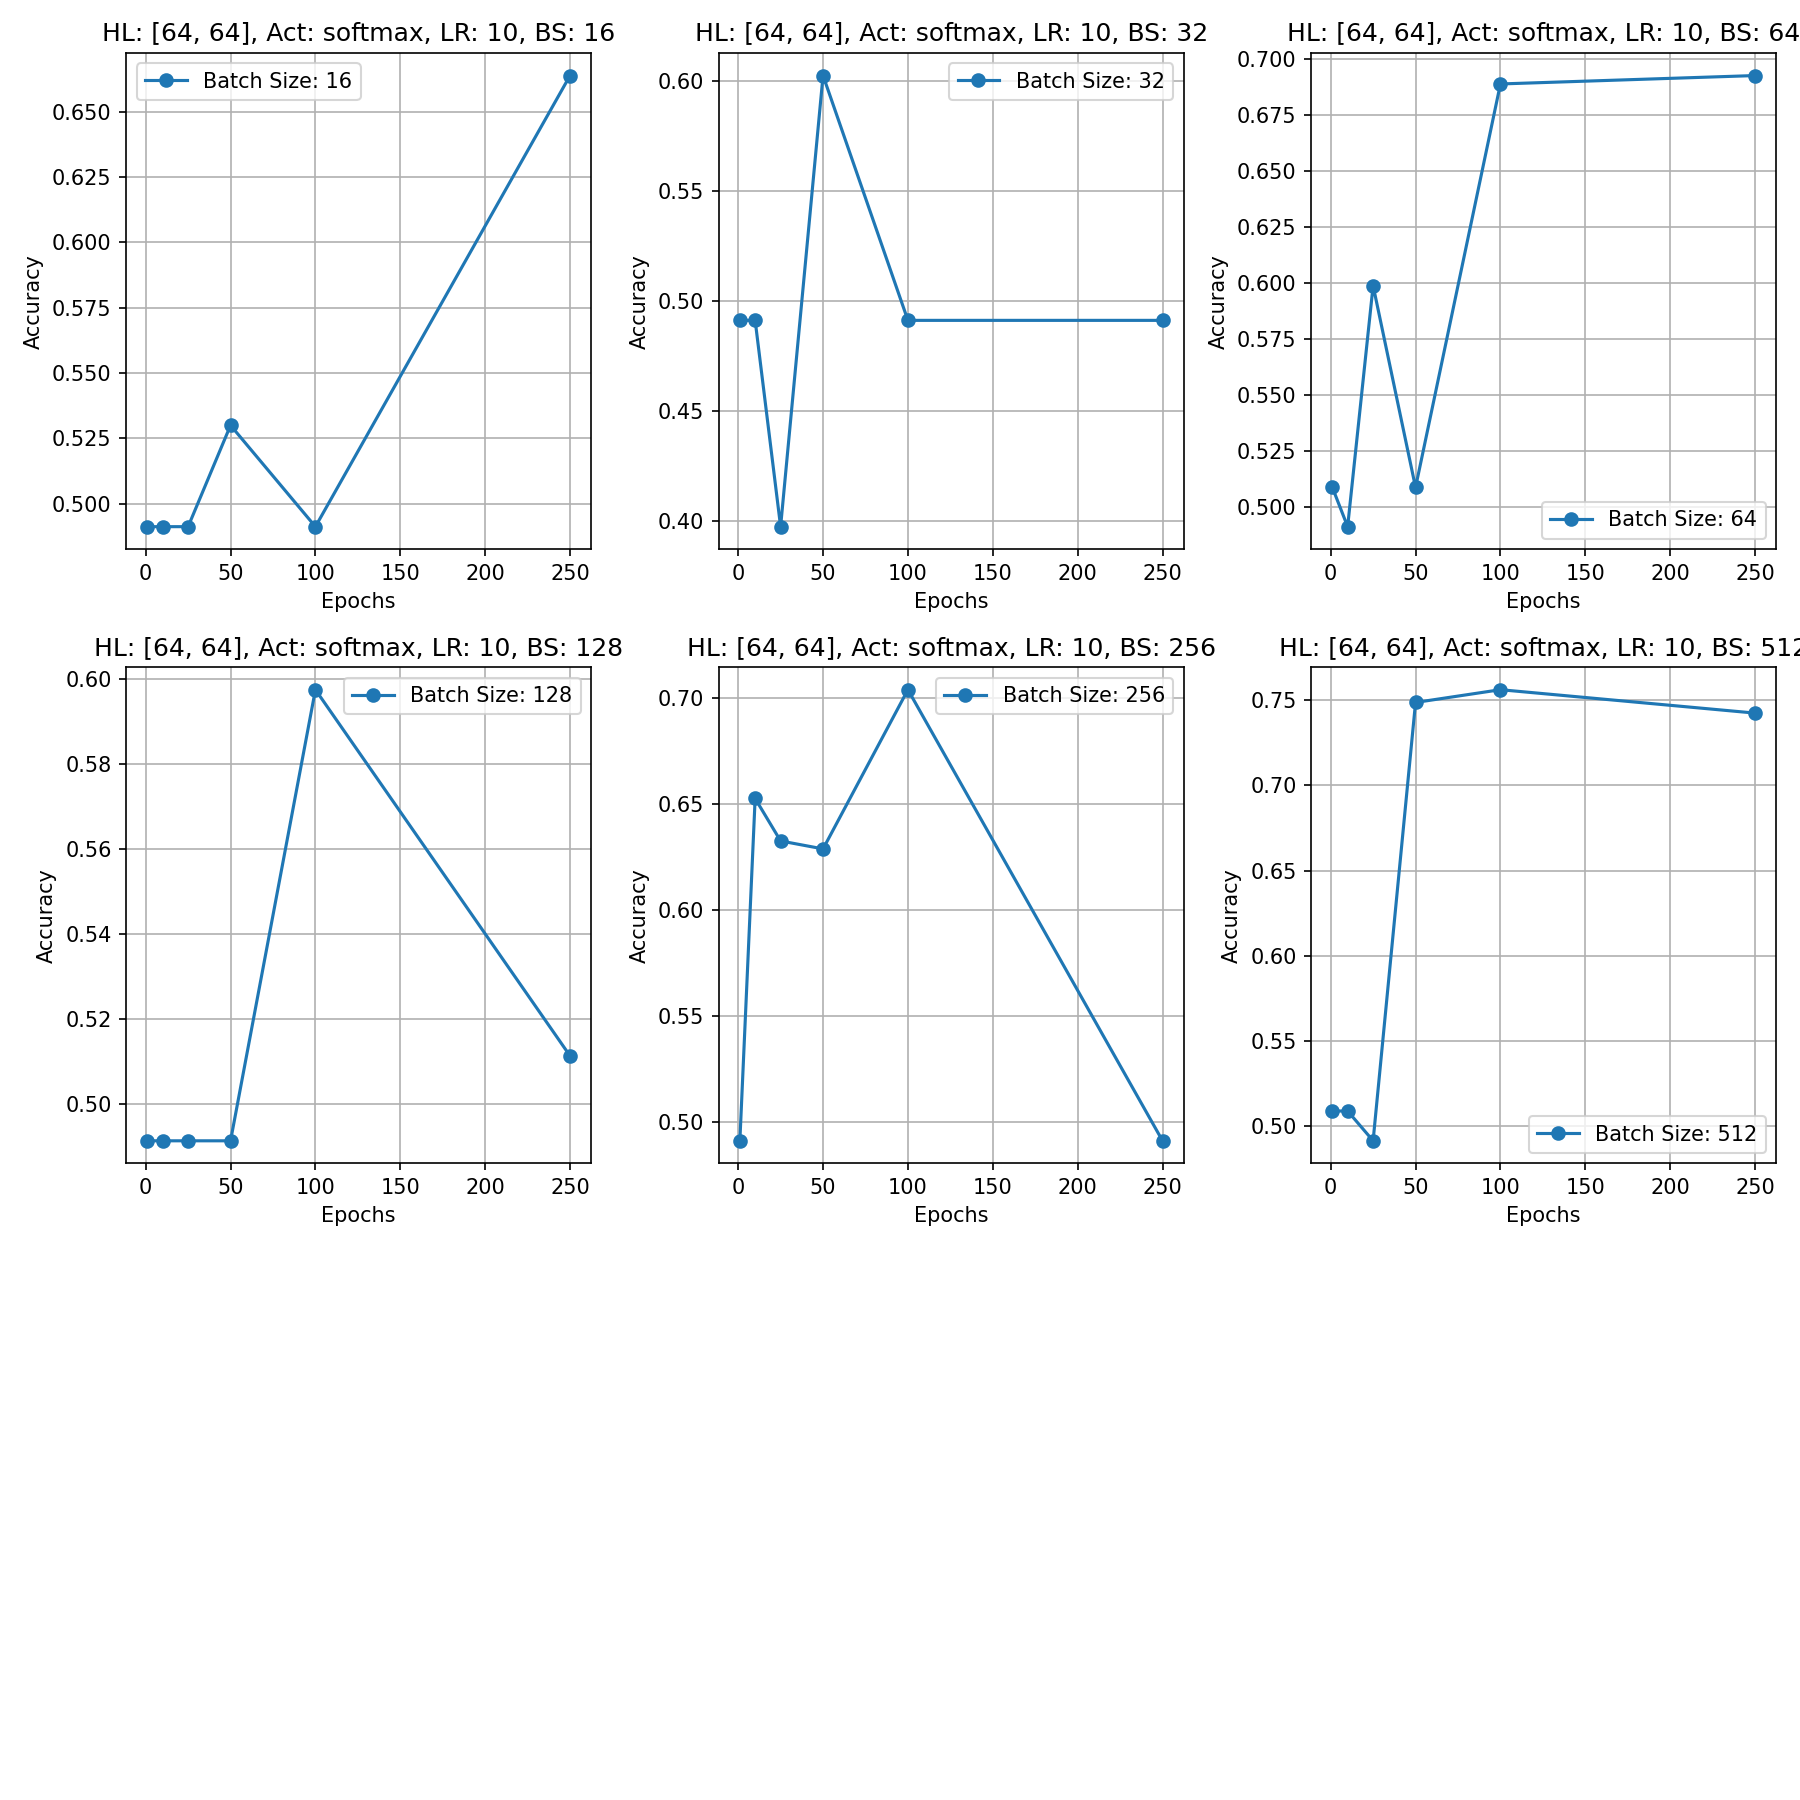 HL: [64, 64], Act: softmax, LR: 10, BS: 16
Batch Size: 16
0.650
0.625
0.600
0.575
0.550
0.525
0.500
Accuracy
0 50 100 150 200 250
Epochs
HL: [64, 64], Act: softmax, LR: 10, BS: 32
Batch Size: 32
0.60
0.55
0.50
0.45
0.40
Accuracy
0 50 100 150 200 250
Epochs
HL: [64, 64], Act: softmax, LR: 10, BS: 64
0.700
0.675
0.650
0.625
0.600
0.575
0.550
0.525
0.500
Accuracy
Batch Size: 64
0 50 100 150 200 250
Epochs
HL: [64, 64], Act: softmax, LR: 10, BS: 128
Batch Size: 128
0.60
0.58
0.56
0.54
0.52
0.50
Accuracy
0 50 100 150 200 250
Epochs
HL: [64, 64], Act: softmax, LR: 10, BS: 256
Batch Size: 256
0.70
0.65
0.60
0.55
0.50
Accuracy
0 50 100 150 200 250
Epochs
HL: [64, 64], Act: softmax, LR: 10, BS: 512
0.75
0.70
0.65
0.60
0.55
0.50
Accuracy
Batch Size: 512
0 50 100 150 200 250
Epochs